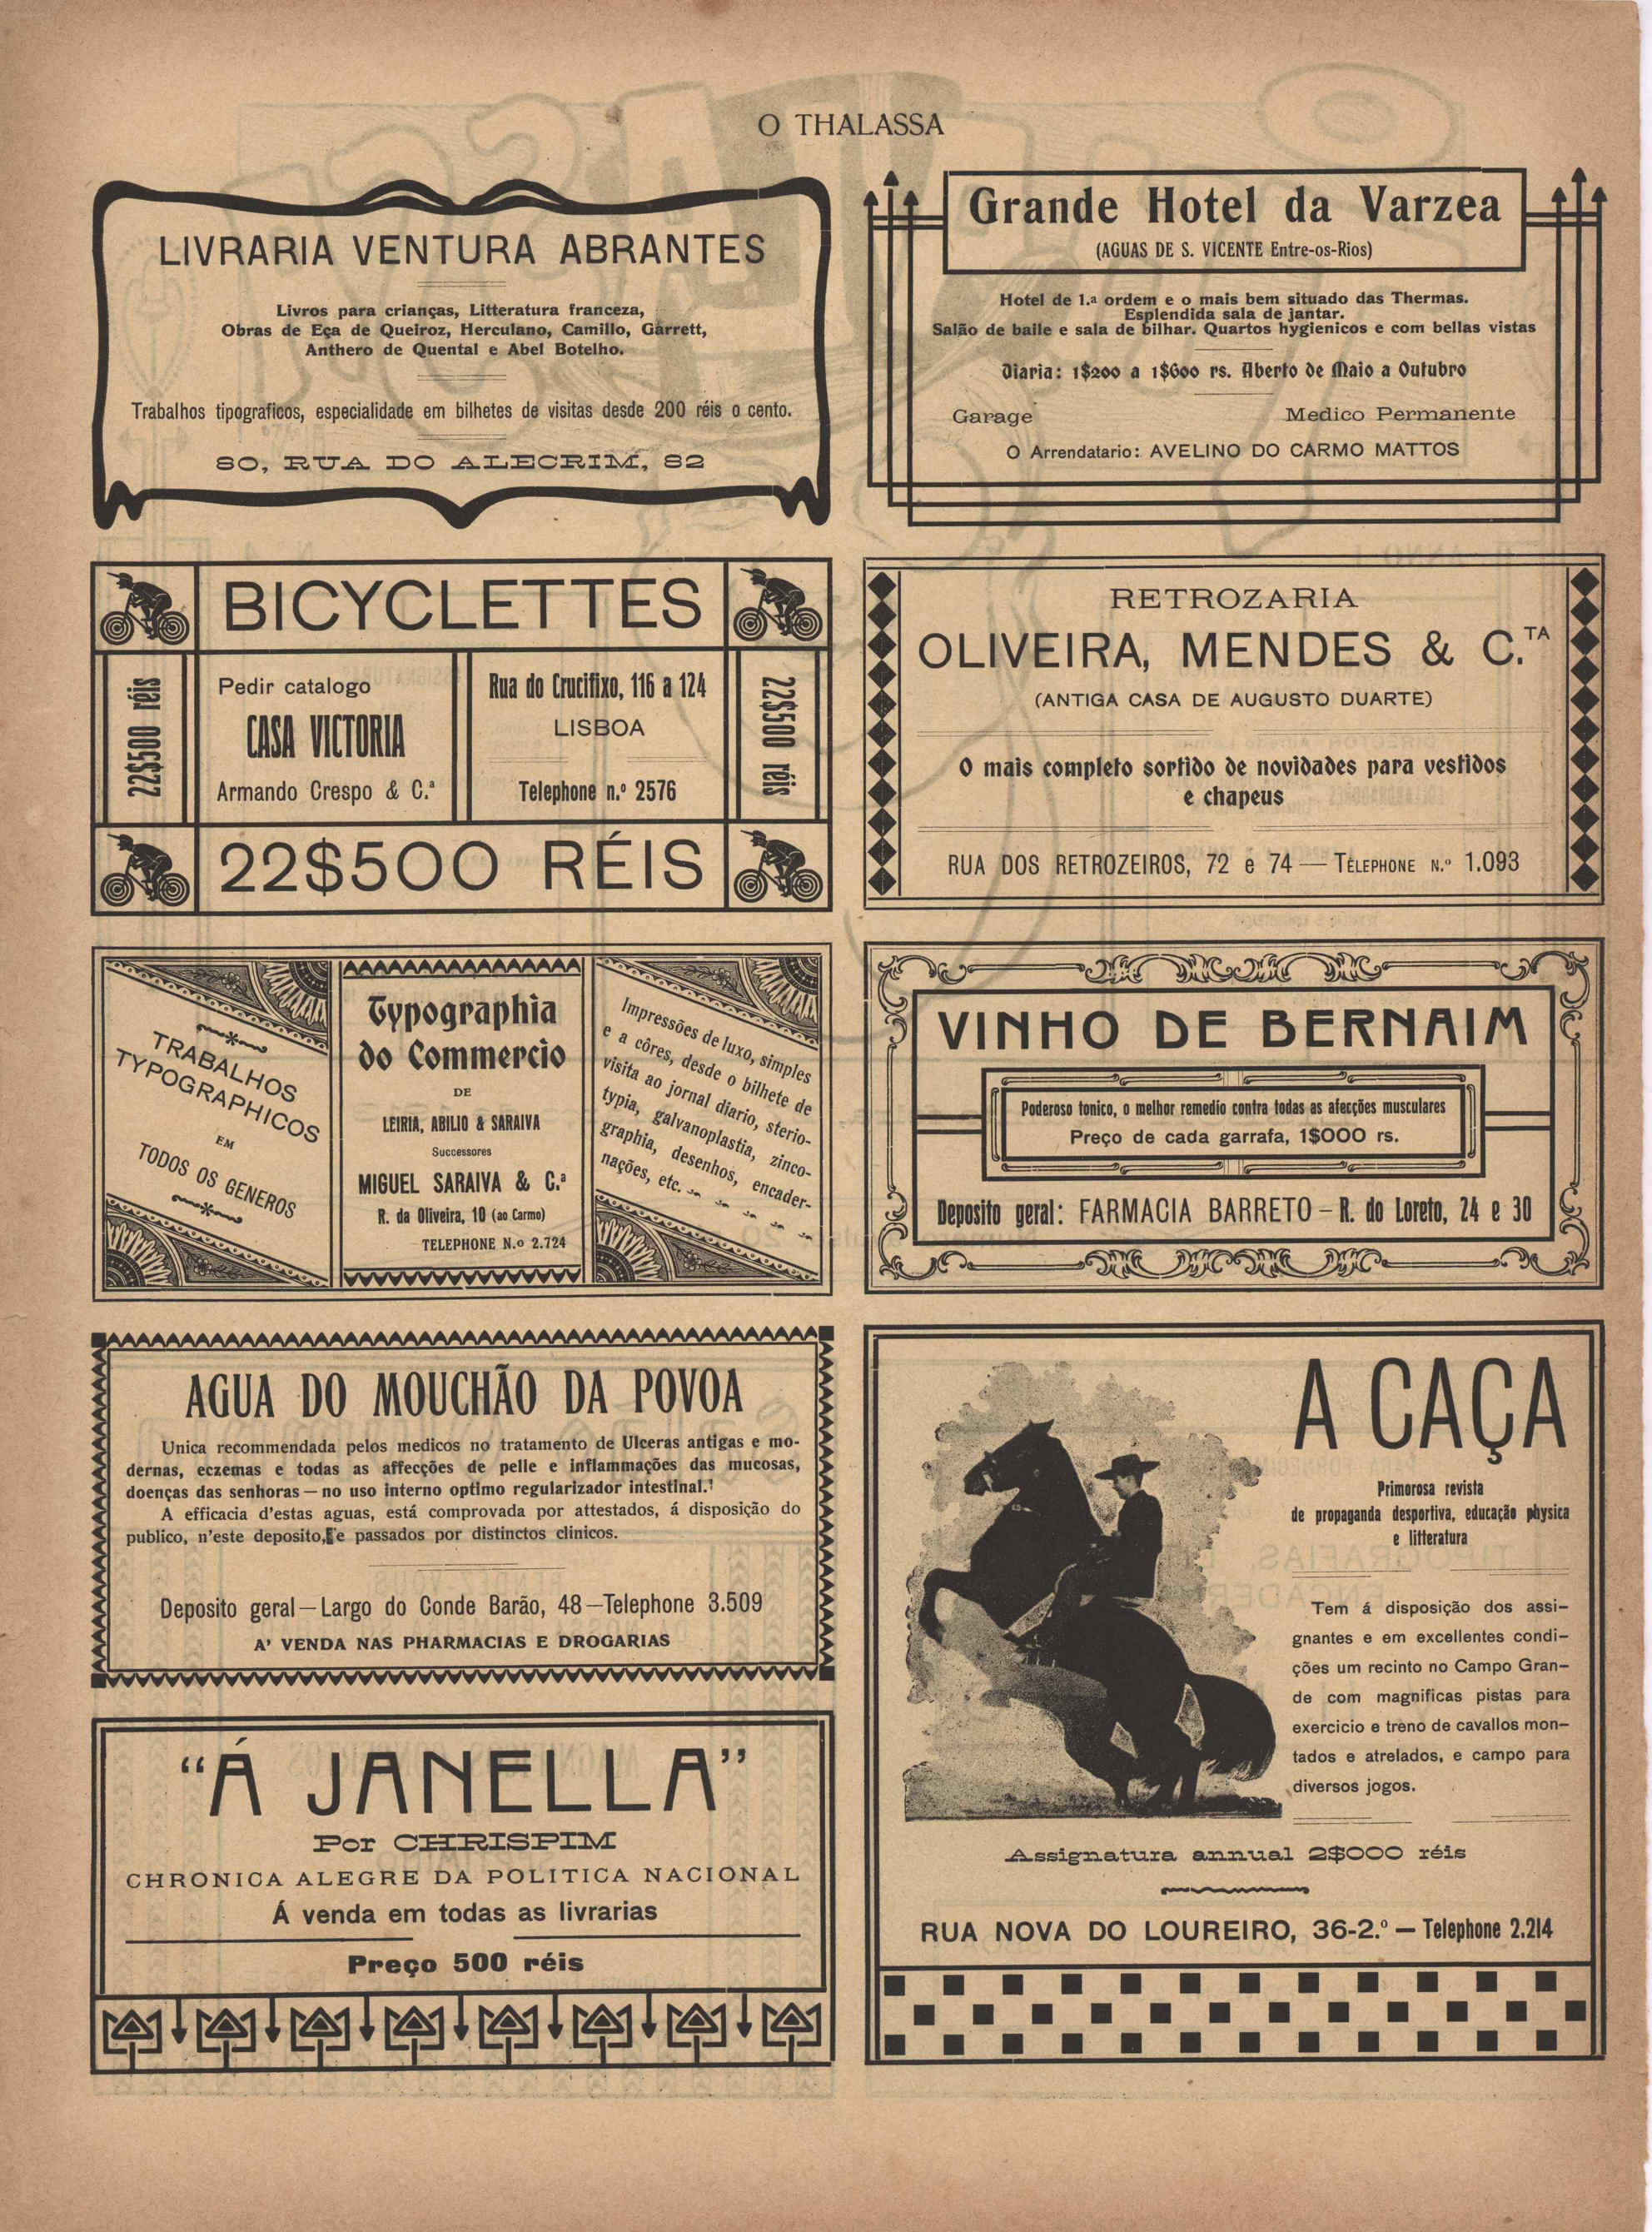 O THALASSA
LIVRARIA VENTURA ABRANTES
Livros para crianças, Litteratura franceza,
Obras de Eça de Queiroz, Herculano, Camillo, Garrett,
Anthero de Quental e Abel Botelho.
Trabalhos tipograficos, especialidade em bilhetes de visitas desde 200 réis o cento.
80, RUA DO ALECRIM, 82
Grande Hotel da Varzea
(AGUAS DE S. VICENTE Entre-os-Rios)
Hotel de 1.ª ordem e o mais bem situado das Thermas.
Esplendida sala de jantar.
Salão de baile e sala de bilhar. Quartos hygienicos e com bellas vistas
Diaria: 1$200 a 1$600 rs. Aberto de Maio a Outubro
Garage Medico Permanente
O Arrendatario: AVELINO DO CARMO MATTOS
BICYCLETTES
22$500 réis
Pedir catalogo
CASA VICTORIA
Armando Crespo & C.ª
Rua do Crucifixo, 116 a 124
LISBOA
Telephone n.º 2576
22$500 réis
22$500 RÉIS
RETROZARIA
OLIVEIRA, MENDES & C.TA
(ANTIGA CASA DE AUGUSTO DUARTE)
O mais completo sortido de novidades para vestidos
e chapeus
RUA DOS RETROZEIROS, 72 e 74 — TELEPHONE N.º 1.093
TRABALHOS
TYPOGRAPHICOS
EM
TODOS OS GENEROS
Typographia
do Commercio
DE
LEIRIA, ABILIO & SARAIVA
Successores
MIGUEL SARAIVA & C.ª
R. da Oliveira, 10 (ao Carmo)
TELEPHONE N.º 2.724
Impressões de luxo, simples
e a côres, desde o bilhete de
visita ao jornal diario, sterio-
typia, galvanoplastia, zinco-
graphia, desenhos, encader-
nações, etc.
VINHO DE BERNAIM
Poderoso tonico, o melhor remedio contra todas as afecções musculares
Preço de cada garrafa, 1$000 rs.
Deposito geral: FARMACIA BARRETO – R. do Loreto, 24 e 30
AGUA DO MOUCHÃO DA POVOA
Unica recommendada pelos medicos no tratamento de Ulceras antigas e mo-
dernas, eczemas e todas as affecções de pelle e inflammações das mucosas,
doenças das senhoras — no uso interno optimo regularizador intestinal.
A efficacia d'estas aguas, está comprovada por attestados, á disposição do
publico, n'este deposito, e passados por distinctos clinicos.
Deposito geral — Largo do Conde Barão, 48 — Telephone 3.509
A' VENDA NAS PHARMACIAS E DROGARIAS
A CAÇA
Primorosa revista
de propaganda desportiva, educação physica
e litteratura
Tem á disposição dos assi-
gnantes e em excellentes condi-
ções um recinto no Campo Gran-
de com magnificas pistas para
exercicio e treno de cavallos mon-
tados e atrelados, e campo para
diversos jogos.
Assignatura annual 2$000 réis
RUA NOVA DO LOUREIRO, 36-2.º — Telephone 2.214
“Á JANELLA”
Por CHRISPIM
CHRONICA ALEGRE DA POLITICA NACIONAL
Á venda em todas as livrarias
Preço 500 réis